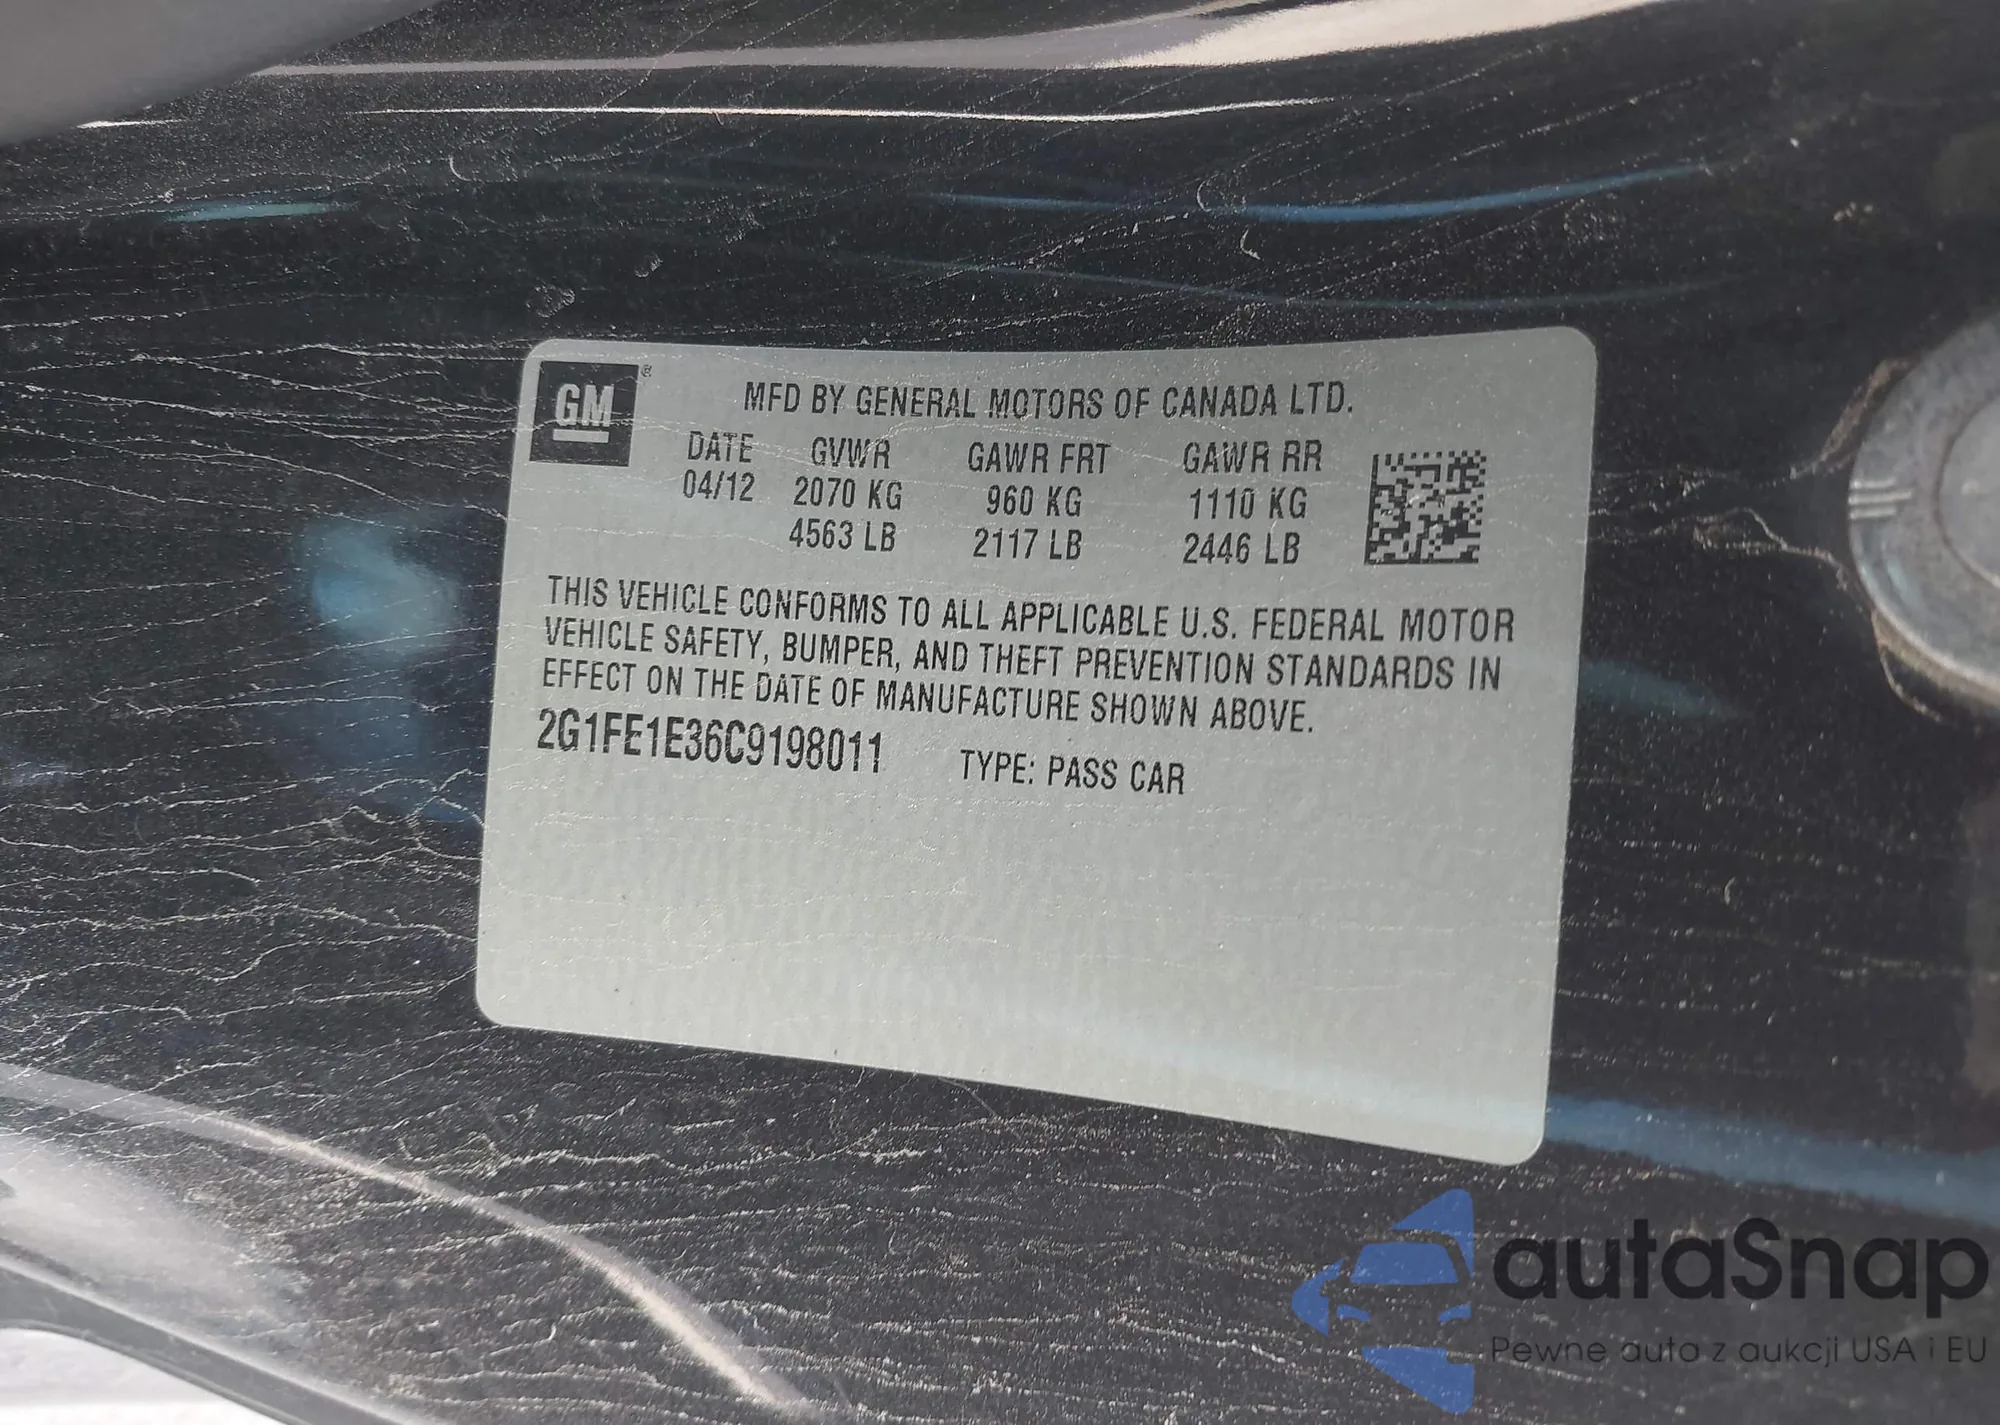 GM®
MFD BY GENERAL MOTORS OF CANADA LTD.
DATE GVWR GAWR FRT GAWR RR
04/12 2070 KG 960 KG 1110 KG
4563 LB 2117 LB 2446 LB
THIS VEHICLE CONFORMS TO ALL APPLICABLE U.S. FEDERAL MOTOR
VEHICLE SAFETY, BUMPER, AND THEFT PREVENTION STANDARDS IN
EFFECT ON THE DATE OF MANUFACTURE SHOWN ABOVE.
2G1FE1E36C9198011 TYPE: PASS CAR
autaSnap
Pewne auta z aukcji USA i EU